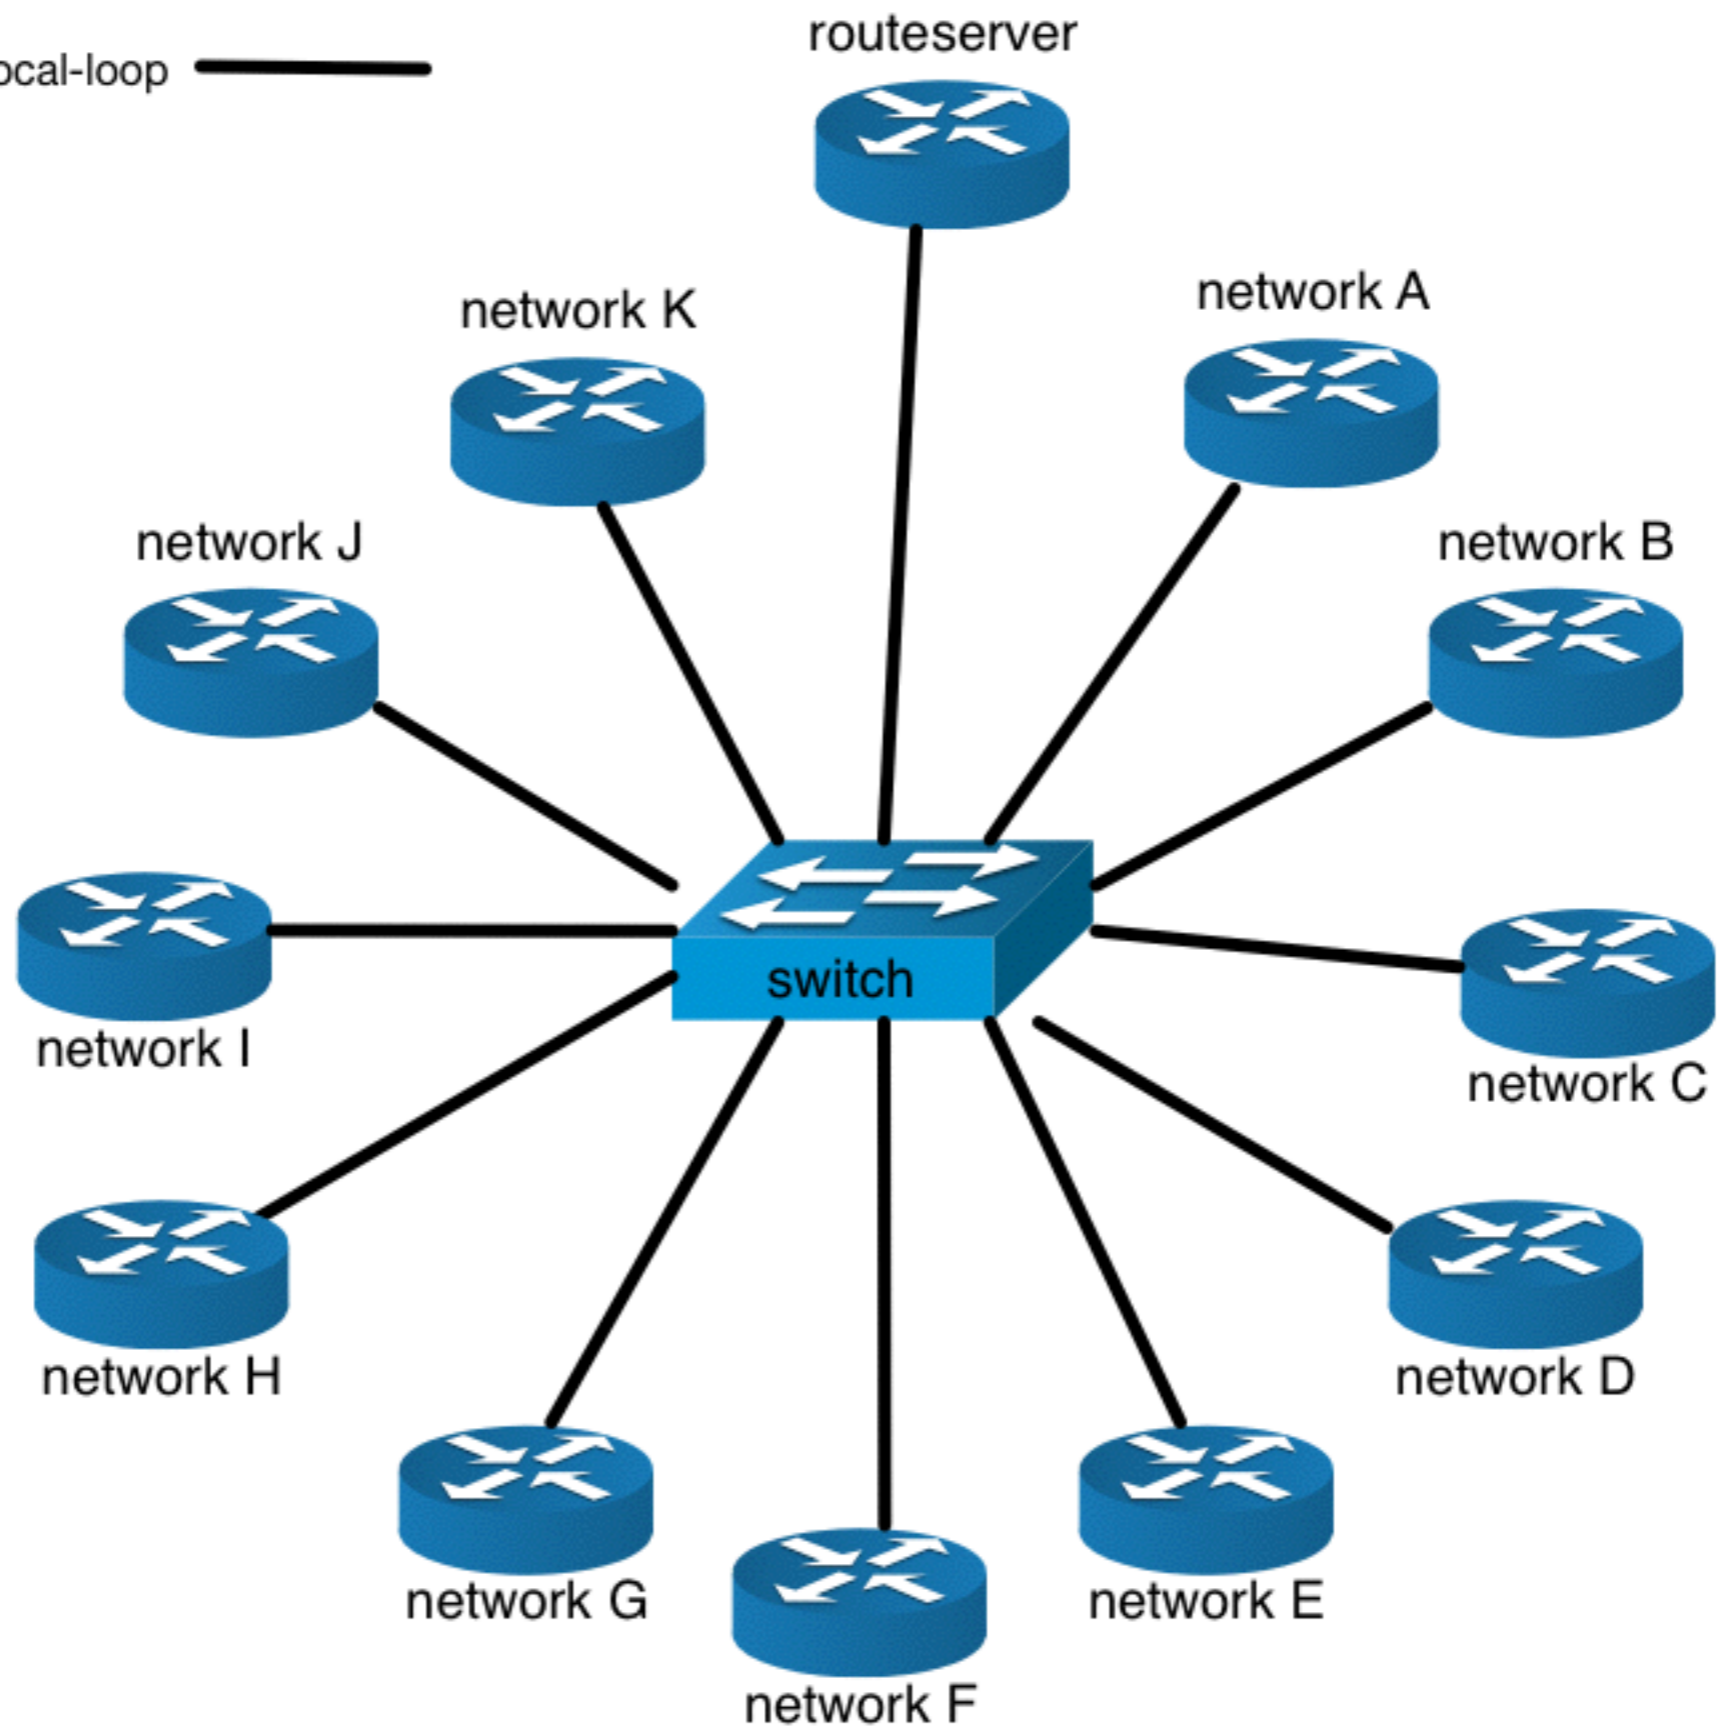 routeserver
ocal-loop
network A
network K
network B
network J
switch
network I
network C
network H
network D
network G
network E
network F